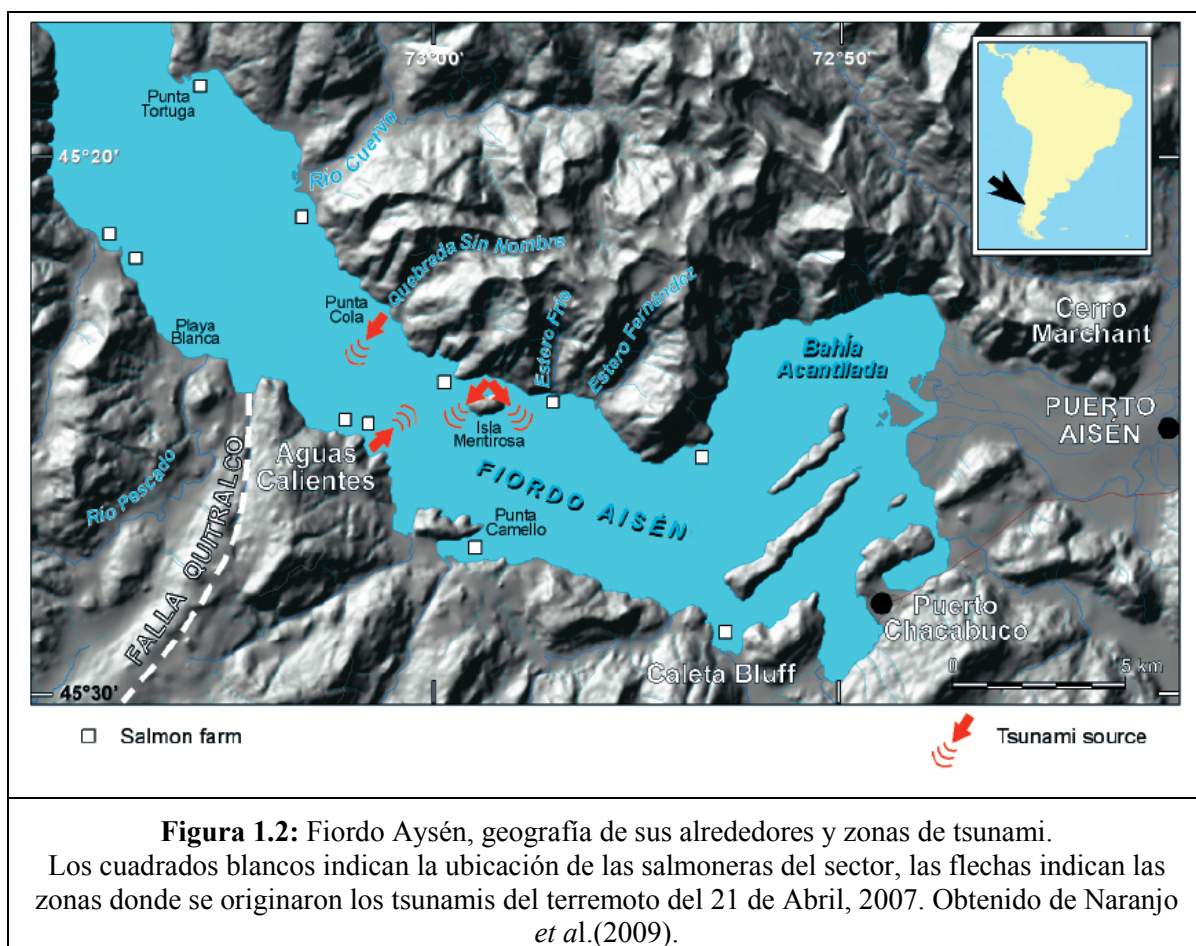 73°00'
72°50'
Punta
Tortuga
45°20'
Río Cuervo
Quebrada Sin Nombre
Punta
Cola
Playa
Blanca
Estero Frío
Estero Fernández
Bahía
Acantilada
Cerro
Marchant
PUERTO
AISÉN
Isla
Mentirosa
Aguas
Calientes
FIORDO AISÉN
Río Pescado
FALLA QUITRALCO
Punta
Camello
Puerto
Chacabuco
Caleta Bluff
0 5 km
45°30'
Salmon farm
Tsunami source
Figura 1.2: Fiordo Aysén, geografía de sus alrededores y zonas de tsunami.
Los cuadrados blancos indican la ubicación de las salmoneras del sector, las flechas indican las
zonas donde se originaron los tsunamis del terremoto del 21 de Abril, 2007. Obtenido de Naranjo
et al.(2009).